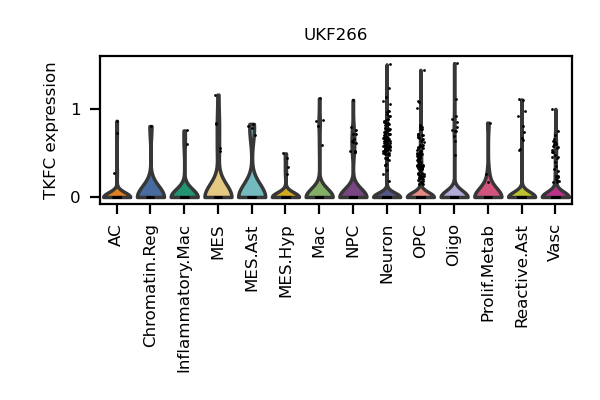 UKF266
TKFC expression
1
0
AC
Chromatin.Reg
Inflammatory.Mac
MES
MES.Ast
MES.Hyp
Mac
NPC
Neuron
OPC
Oligo
Prolif.Metab
Reactive.Ast
Vasc